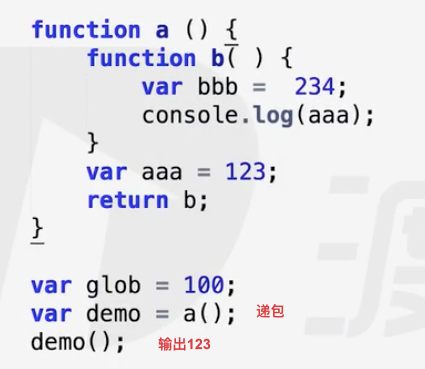 function a () {
function b( ) {
var bbb =  234;
console.log(aaa);
}
var aaa = 123;
return b;
}
var glob = 100;
var demo = a(); 递包
demo(); 输出123